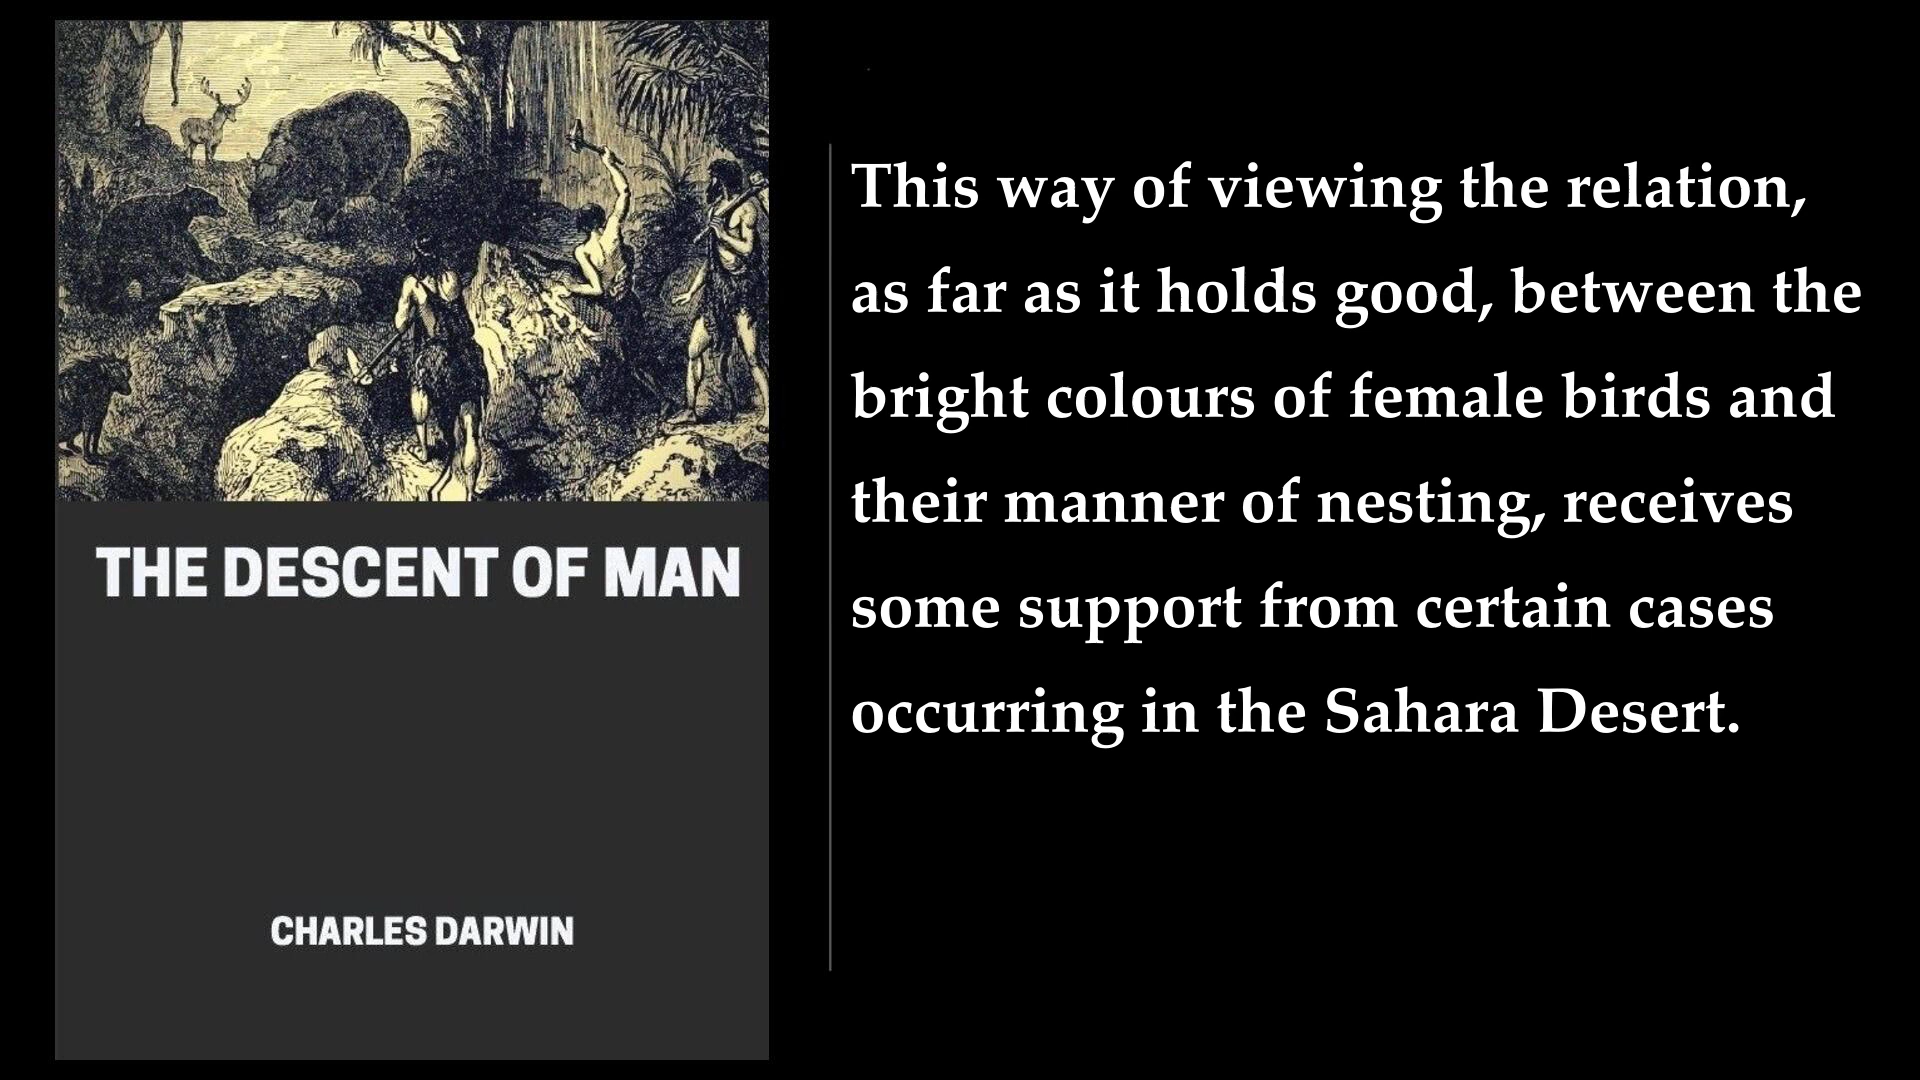 THE DESCENT OF MAN
CHARLES DARWIN
This way of viewing the relation,
as far as it holds good, between the
bright colours of female birds and
their manner of nesting, receives
some support from certain cases
occurring in the Sahara Desert.